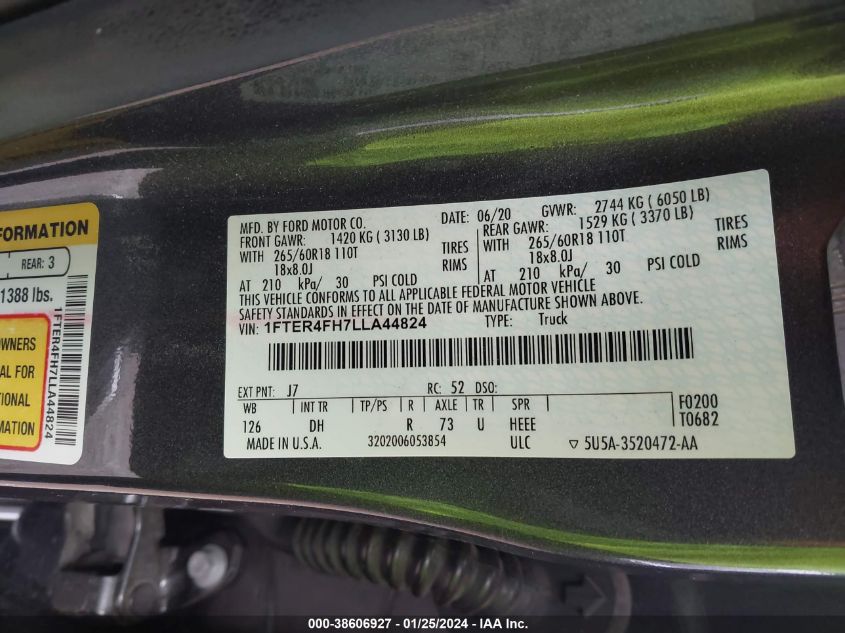 FORMATION
REAR: 3
1388 lbs.
1FTER4FH7LLA44824
OWNERS
AL FOR
TIONAL
RMATION
MFD. BY FORD MOTOR CO. DATE: 06/20 GVWR: 2744 KG ( 6050 LB)
FRONT GAWR: 1420 KG ( 3130 LB) REAR GAWR: 1529 KG ( 3370 LB)
WITH 265/60R18 110T TIRES WITH 265/60R18 110T TIRES
18x8.0J RIMS 18x8.0J RIMS
AT 210 kPa/ 30 PSI COLD AT 210 kPa/ 30 PSI COLD
THIS VEHICLE CONFORMS TO ALL APPLICABLE FEDERAL MOTOR VEHICLE
SAFETY STANDARDS IN EFFECT ON THE DATE OF MANUFACTURE SHOWN ABOVE.
VIN: 1FTER4FH7LLA44824 TYPE: Truck
EXT PNT: J7 RC: 52 DSO:
WB INT TR TP/PS R AXLE TR SPR F0200
126 DH R 73 U HEEE T0682
MADE IN U.S.A. 3202006053854 ULC ▽ 5U5A-3520472-AA
000-38606927 - 01/25/2024 - IAA Inc.